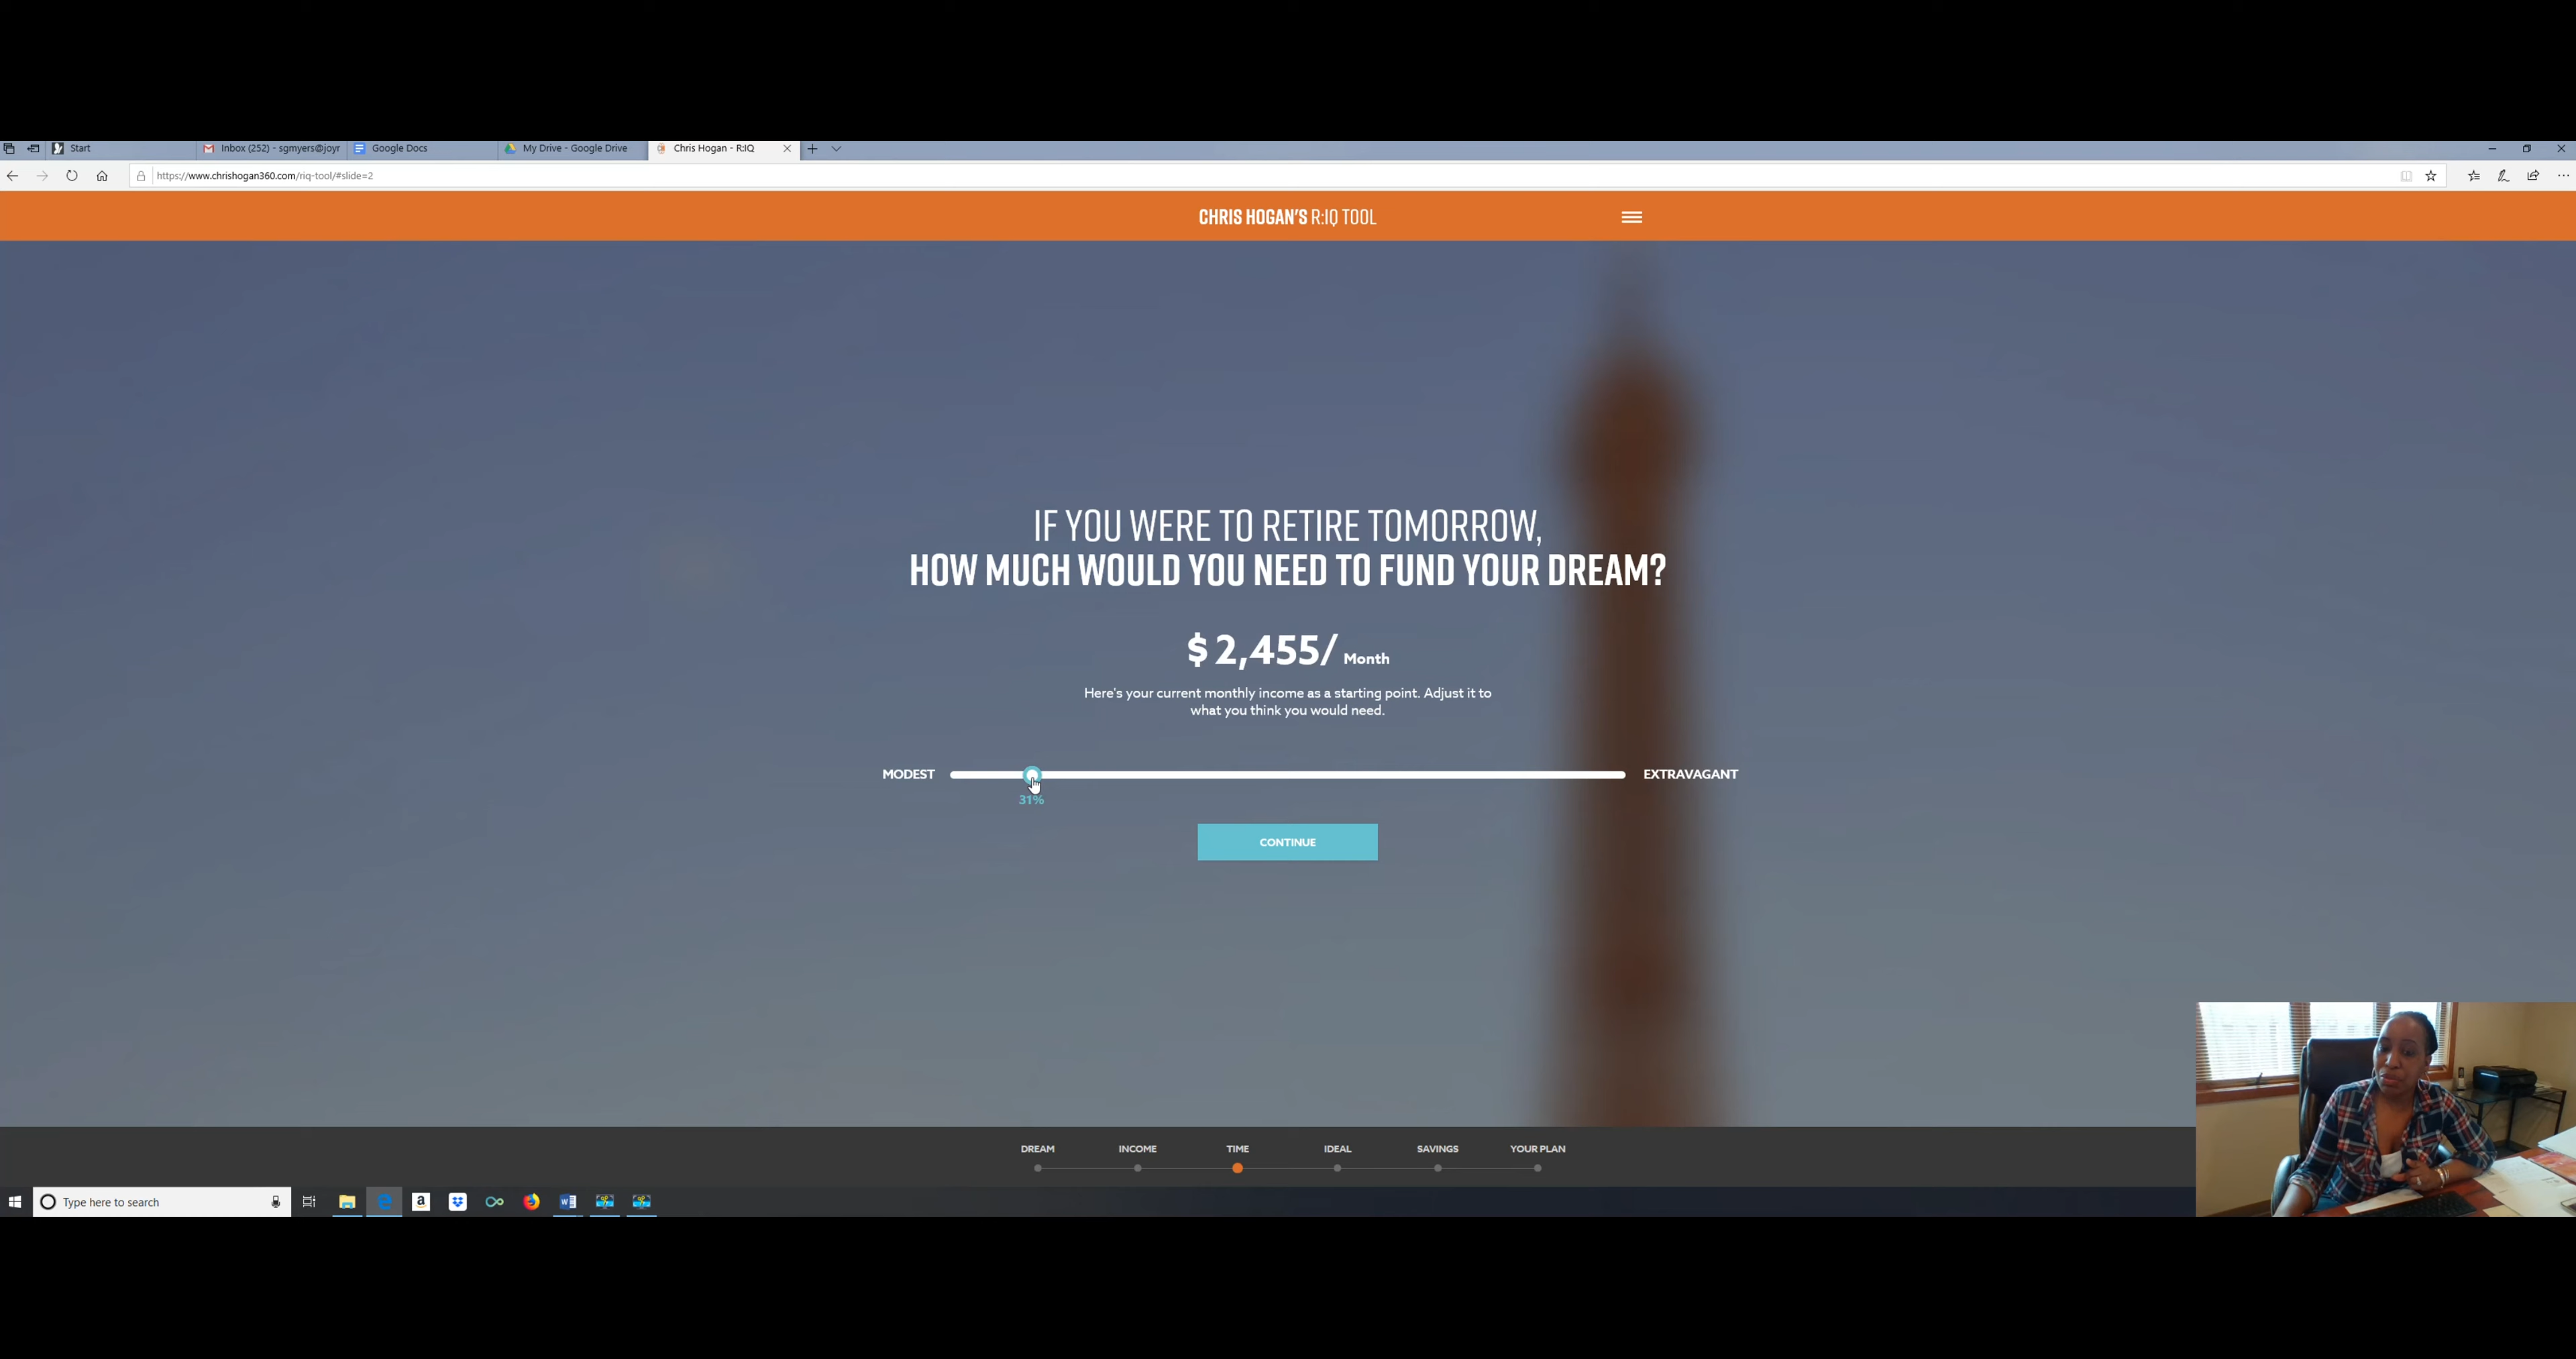 Start
Inbox (252) - sgmyers@joyr
Google Docs
My Drive - Google Drive
Chris Hogan - R:IQ
https://www.chrishogan360.com/riq-tool/#slide=2
CHRIS HOGAN'S R:IQ TOOL
IF YOU WERE TO RETIRE TOMORROW,
HOW MUCH WOULD YOU NEED TO FUND YOUR DREAM?
$ 2,455/ Month
Here's your current monthly income as a starting point. Adjust it to
what you think you would need.
MODEST
EXTRAVAGANT
31%
CONTINUE
DREAM
INCOME
TIME
IDEAL
SAVINGS
YOUR PLAN
Type here to search